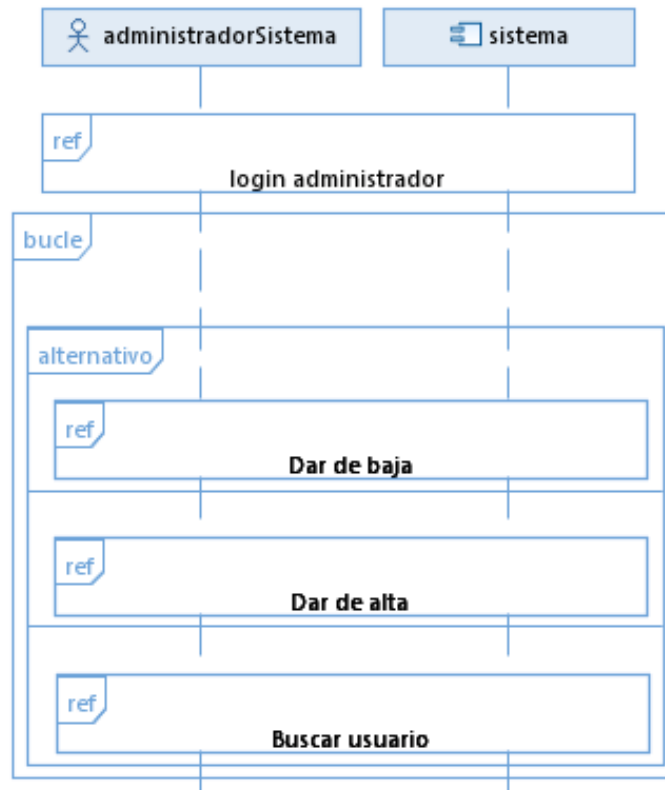 administradorSistema
sistema
ref
login administrador
bucle
alternativo
ref
Dar de baja
ref
Dar de alta
ref
Buscar usuario